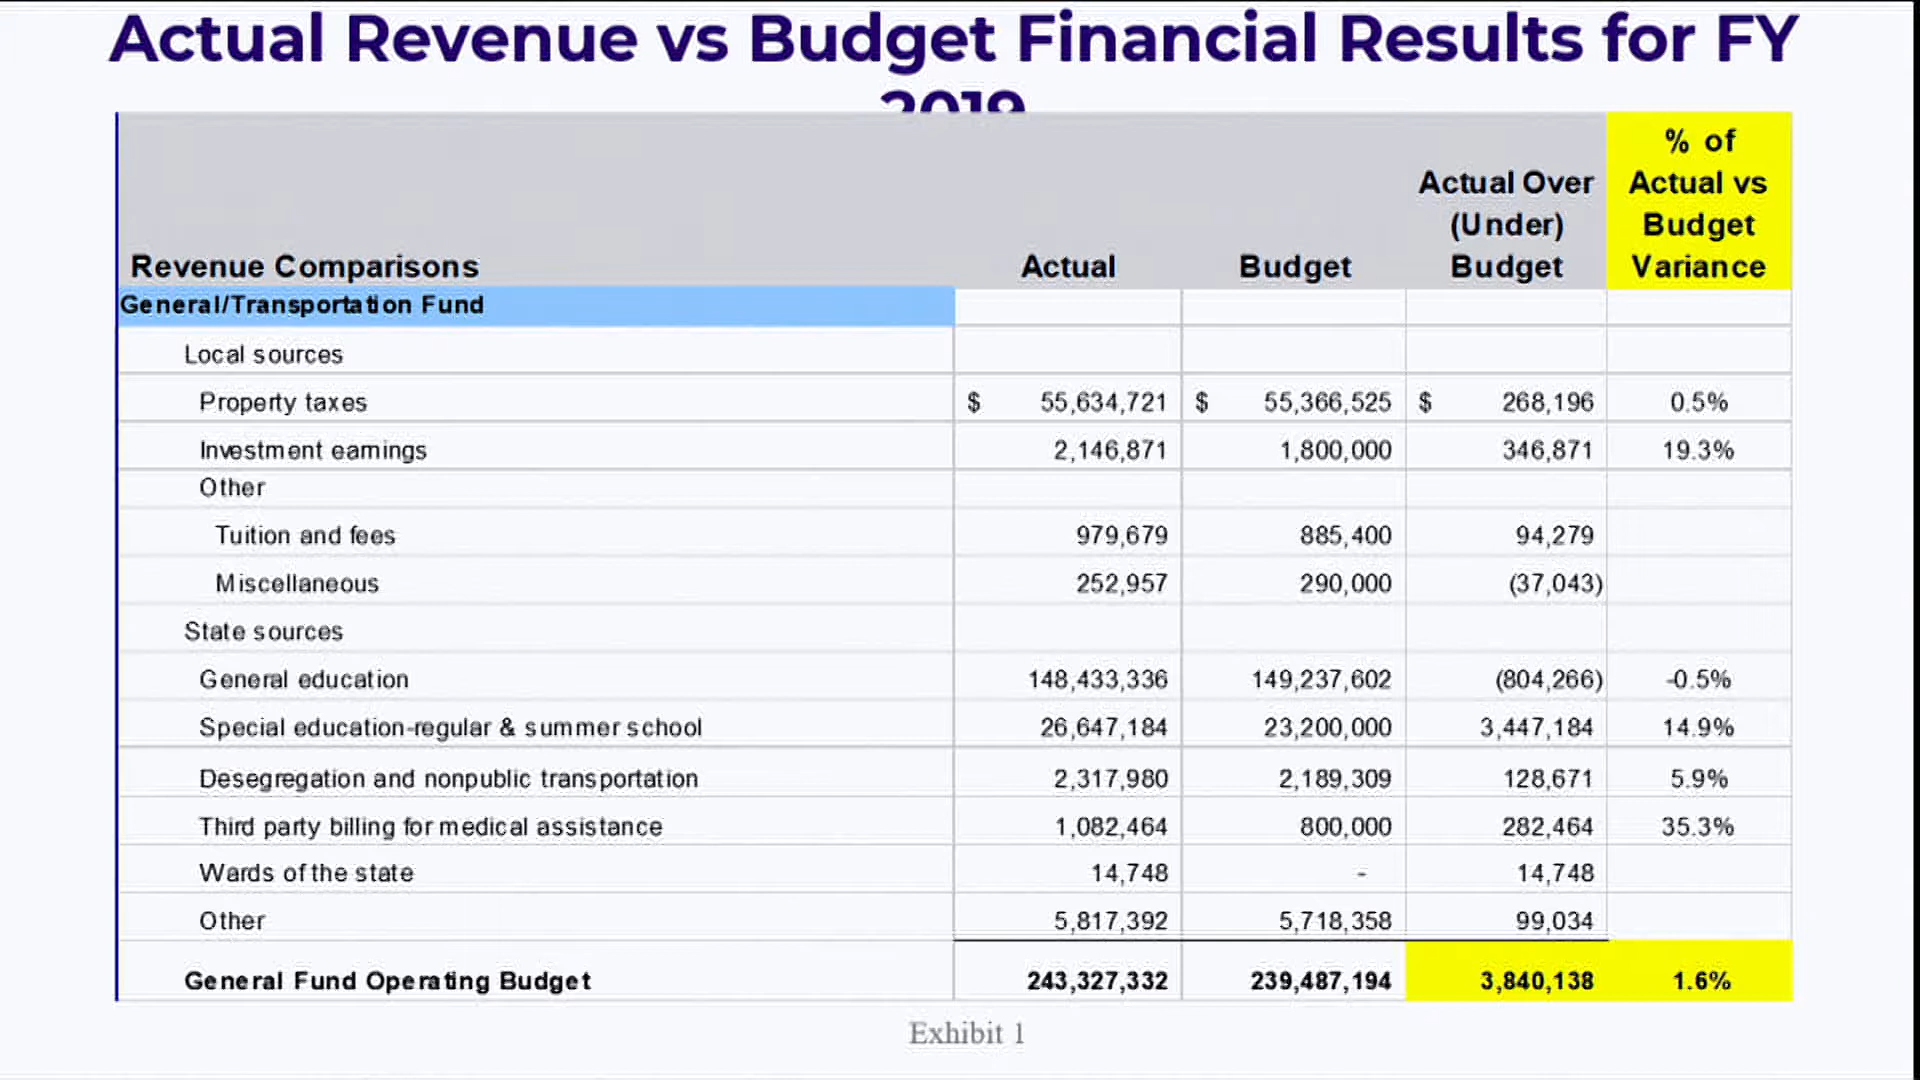 Actual Revenue vs Budget Financial Results for FY
2019
Revenue Comparisons Actual Budget Actual Over (Under) Budget % of Actual vs Budget Variance
General/Transportation Fund
Local sources
Property taxes $ 55,634,721 $ 55,366,525 $ 268,196 0.5%
Investment earnings 2,146,871 1,800,000 346,871 19.3%
Other
Tuition and fees 979,679 885,400 94,279
Miscellaneous 252,957 290,000 (37,043)
State sources
General education 148,433,336 149,237,602 (804,266) -0.5%
Special education-regular & summer school 26,647,184 23,200,000 3,447,184 14.9%
Desegregation and nonpublic transportation 2,317,980 2,189,309 128,671 5.9%
Third party billing for medical assistance 1,082,464 800,000 282,464 35.3%
Wards of the state 14,748 - 14,748
Other 5,817,392 5,718,358 99,034
General Fund Operating Budget 243,327,332 239,487,194 3,840,138 1.6%
Exhibit 1